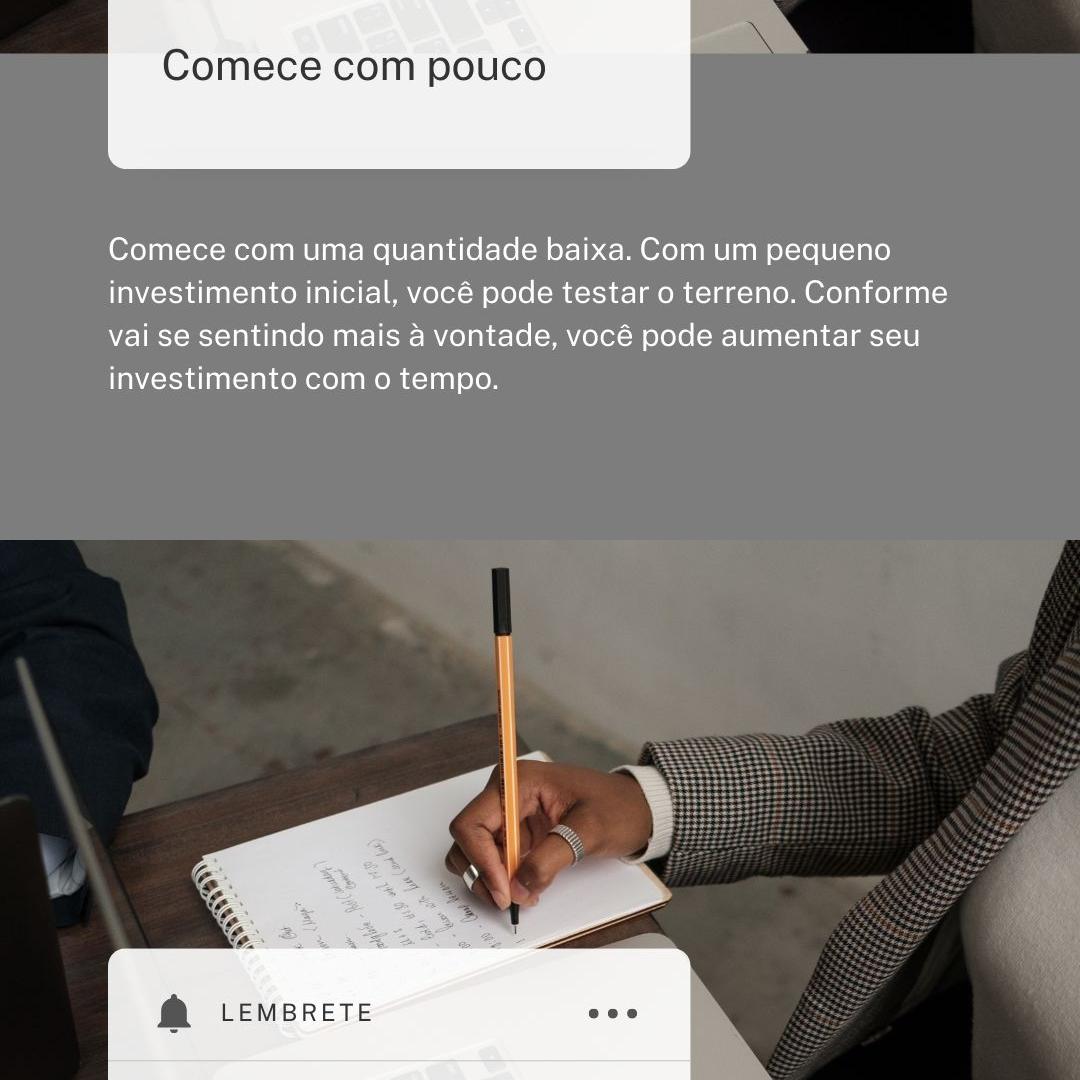 Comece com pouco
Comece com uma quantidade baixa. Com um pequeno
investimento inicial, você pode testar o terreno. Conforme
vai se sentindo mais à vontade, você pode aumentar seu
investimento com o tempo.
LEMBRETE